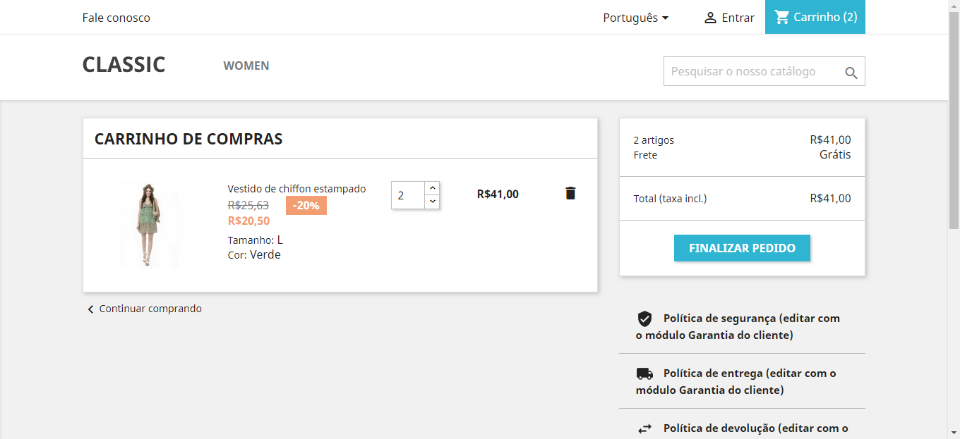 Fale conosco
Português
Entrar
Carrinho (2)
CLASSIC
WOMEN
Pesquisar o nosso catálogo
CARRINHO DE COMPRAS
Vestido de chiffon estampado
R$25,63 -20%
R$20,50
Tamanho: L
Cor: Verde
2
R$41,00
Continuar comprando
2 artigos R$41,00
Frete Grátis
Total (taxa incl.) R$41,00
FINALIZAR PEDIDO
Política de segurança (editar com
o módulo Garantia do cliente)
Política de entrega (editar com o
módulo Garantia do cliente)
Política de devolução (editar com o